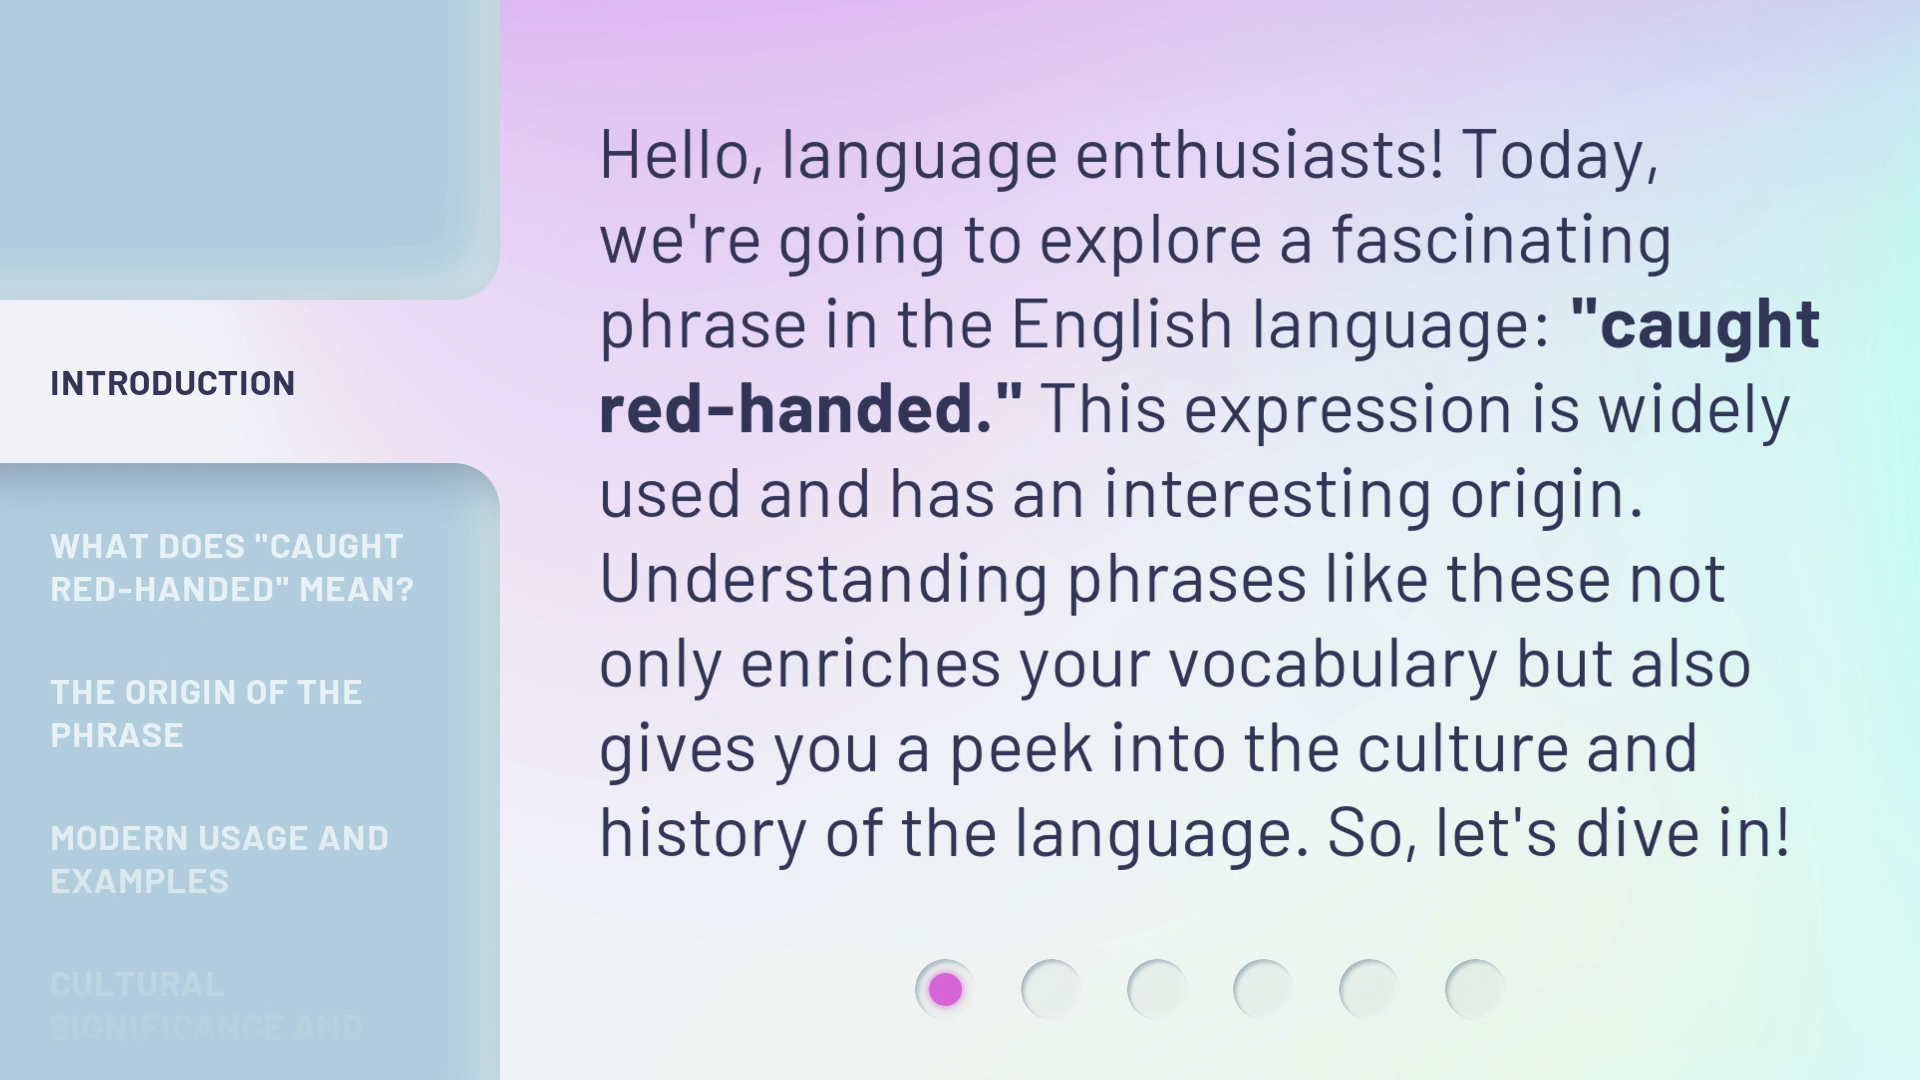 INTRODUCTION
WHAT DOES "CAUGHT
RED-HANDED" MEAN?
THE ORIGIN OF THE
PHRASE
MODERN USAGE AND
EXAMPLES
CULTURAL
SIGNIFICANCE AND
Hello, language enthusiasts! Today,
we're going to explore a fascinating
phrase in the English language: "caught
red-handed." This expression is widely
used and has an interesting origin.
Understanding phrases like these not
only enriches your vocabulary but also
gives you a peek into the culture and
history of the language. So, let's dive in!